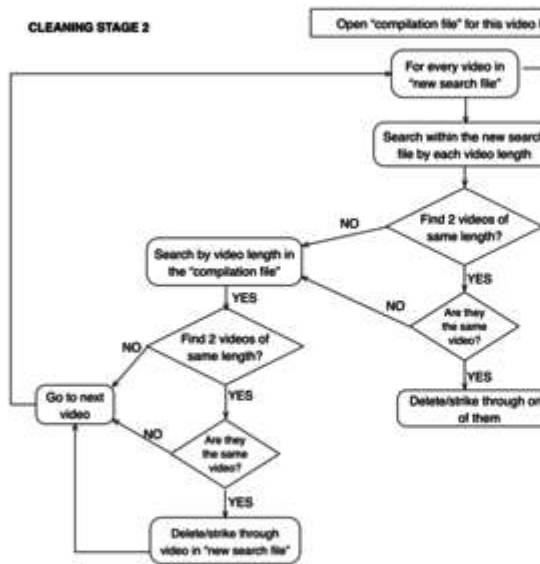 CLEANING STAGE 2
Open "compilation file" for this video
For every video in
"new search file"
Search within the new search
file by each video length
Find 2 videos of
same length?
NO
Search by video length in
the "compilation file"
YES
YES
Are they
the same
video?
NO
Find 2 videos of
same length?
NO
YES
Delete/strike through
of them
Go to next
video
YES
Are they
the same
video?
NO
YES
Delete/strike through
video in "new search file"